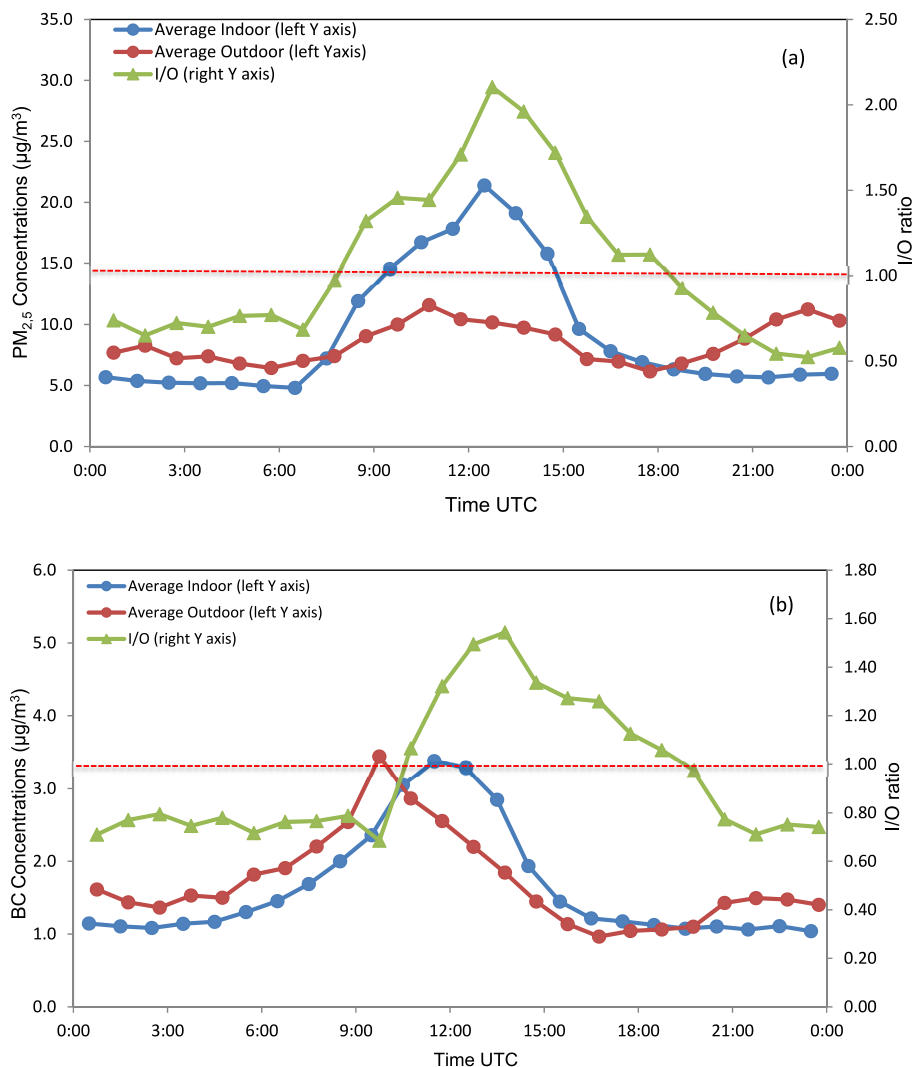 35.0
30.0
25.0
20.0
15.0
10.0
5.0
0.0
PM2,5 Concentrations (μg/m3)
Average Indoor (left Y axis)
Average Outdoor (left Yaxis)
I/O (right Y axis)
(a)
2.50
2.00
1.50
1.00
0.50
0.00
I/O ratio
0:00 3:00 6:00 9:00 12:00 15:00 18:00 21:00 0:00
Time UTC
6.0
5.0
4.0
3.0
2.0
1.0
0.0
BC Concentrations (μg/m3)
Average Indoor (left Y axis)
Average Outdoor (left Y axis)
I/O (right Y axis)
(b)
1.80
1.60
1.40
1.20
1.00
0.80
0.60
0.40
0.20
0.00
I/O ratio
0:00 3:00 6:00 9:00 12:00 15:00 18:00 21:00 0:00
Time UTC